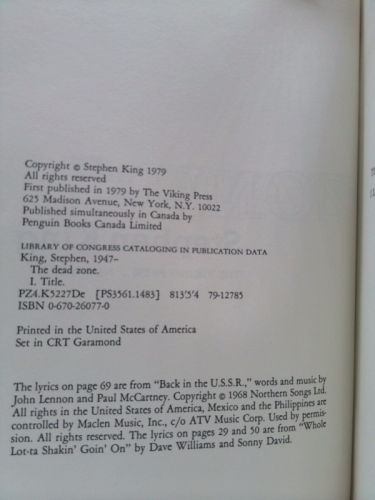 Copyright © Stephen King 1979
All rights reserved
First published in 1979 by The Viking Press
625 Madison Avenue, New York, N.Y. 10022
Published simultaneously in Canada by
Penguin Books Canada Limited
LIBRARY OF CONGRESS CATALOGING IN PUBLICATION DATA
King, Stephen, 1947–
The dead zone.
I. Title.
PZ4.K5227De [PS3561.I483] 813'5'4 79-12785
ISBN 0-670-26077-0
Printed in the United States of America
Set in CRT Garamond
The lyrics on page 69 are from "Back in the U.S.S.R.," words and music by
John Lennon and Paul McCartney. Copyright © 1968 Northern Songs Ltd.
All rights in the United States of America, Mexico and the Philippines are
controlled by Maclen Music, Inc., c/o ATV Music Corp. Used by permis-
sion. All rights reserved. The lyrics on pages 29 and 50 are from "Whole
Lot-ta Shakin' Goin' On" by Dave Williams and Sonny David.